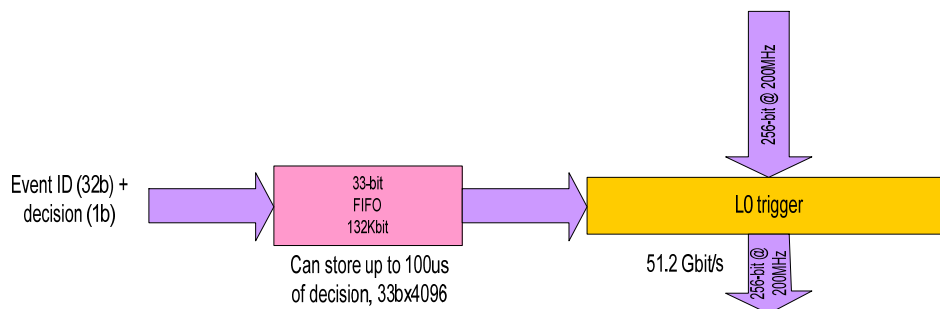 256-bit @ 200MHz
Event ID (32b) +
decision (1b)
33-bit
FIFO
132Kbit
L0 trigger
Can store up to 100us
of decision, 33bx4096
51.2 Gbit/s
256-bit @
200MHz